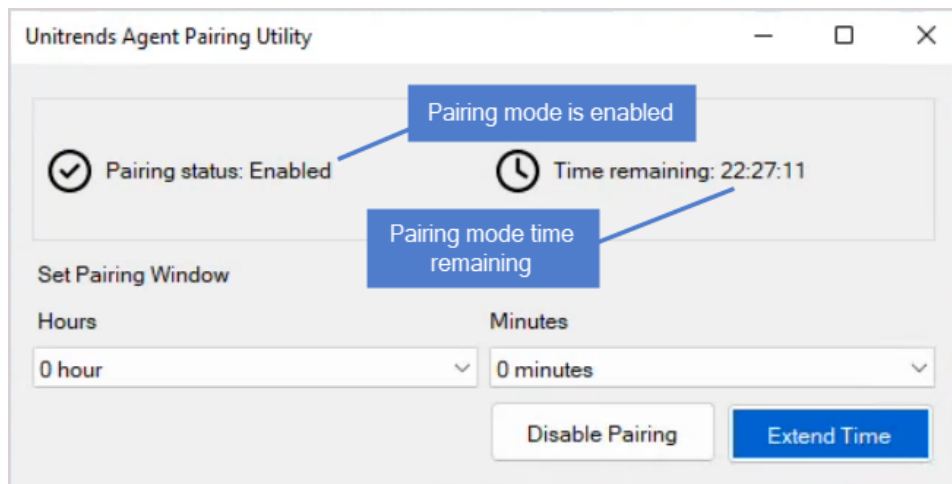 Unitrends Agent Pairing Utility
Pairing mode is enabled
Pairing status: Enabled
Time remaining: 22:27:11
Pairing mode time
remaining
Set Pairing Window
Hours
Minutes
0 hour
0 minutes
Disable Pairing
Extend Time